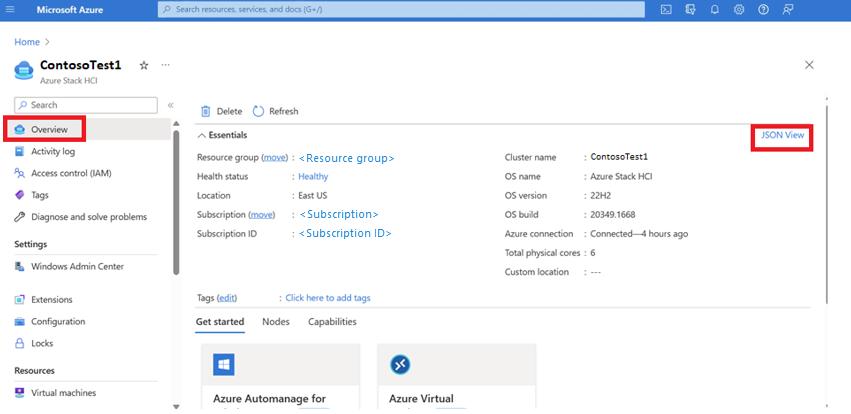 Microsoft Azure
Search resources, services, and docs (G+/)
Home >
ContosoTest1
Azure Stack HCI
Search
Overview
Activity log
Access control (IAM)
Tags
Diagnose and solve problems
Settings
Windows Admin Center
Extensions
Configuration
Locks
Resources
Virtual machines
Delete Refresh
Essentials
JSON View
Resource group (move) : <Resource group>
Health status : Healthy
Location : East US
Subscription (move) : <Subscription>
Subscription ID : <Subscription ID>
Cluster name : ContosoTest1
OS name : Azure Stack HCI
OS version : 22H2
OS build : 20349.1668
Azure connection : Connected—4 hours ago
Total physical cores : 6
Custom location : ---
Tags (edit) : Click here to add tags
Get started Nodes Capabilities
Azure Automanage for
Azure Virtual